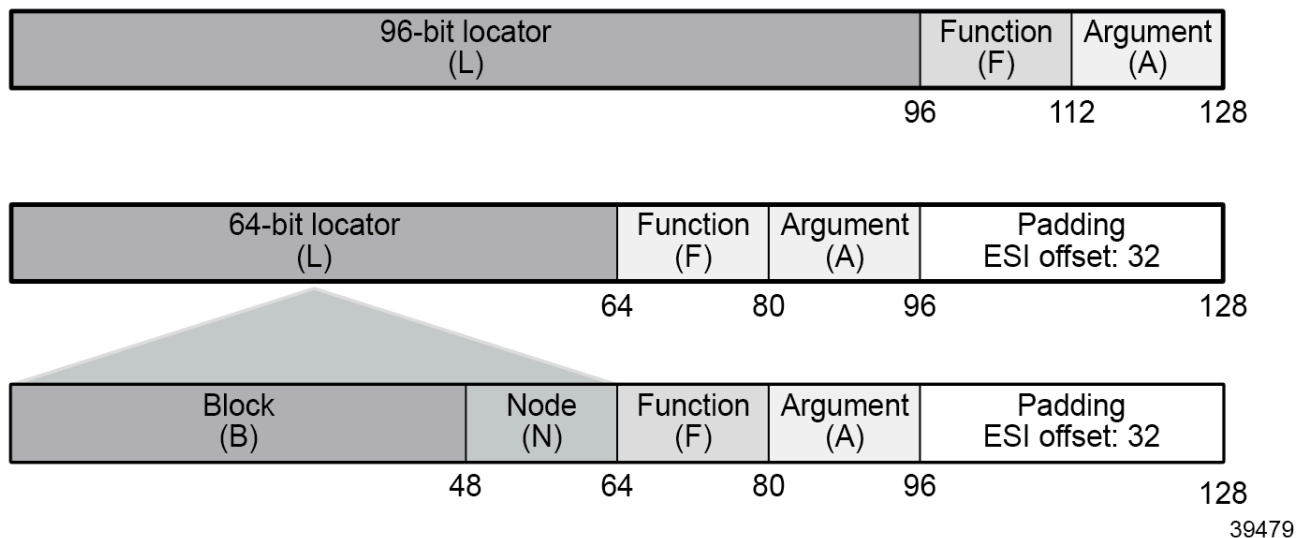 96-bit locator
(L)
Function
(F)
Argument
(A)
96
112
128
64-bit locator
(L)
Function
(F)
Argument
(A)
Padding
ESI offset: 32
64
80
96
128
Block
(B)
Node
(N)
Function
(F)
Argument
(A)
Padding
ESI offset: 32
48
64
80
96
128
39479